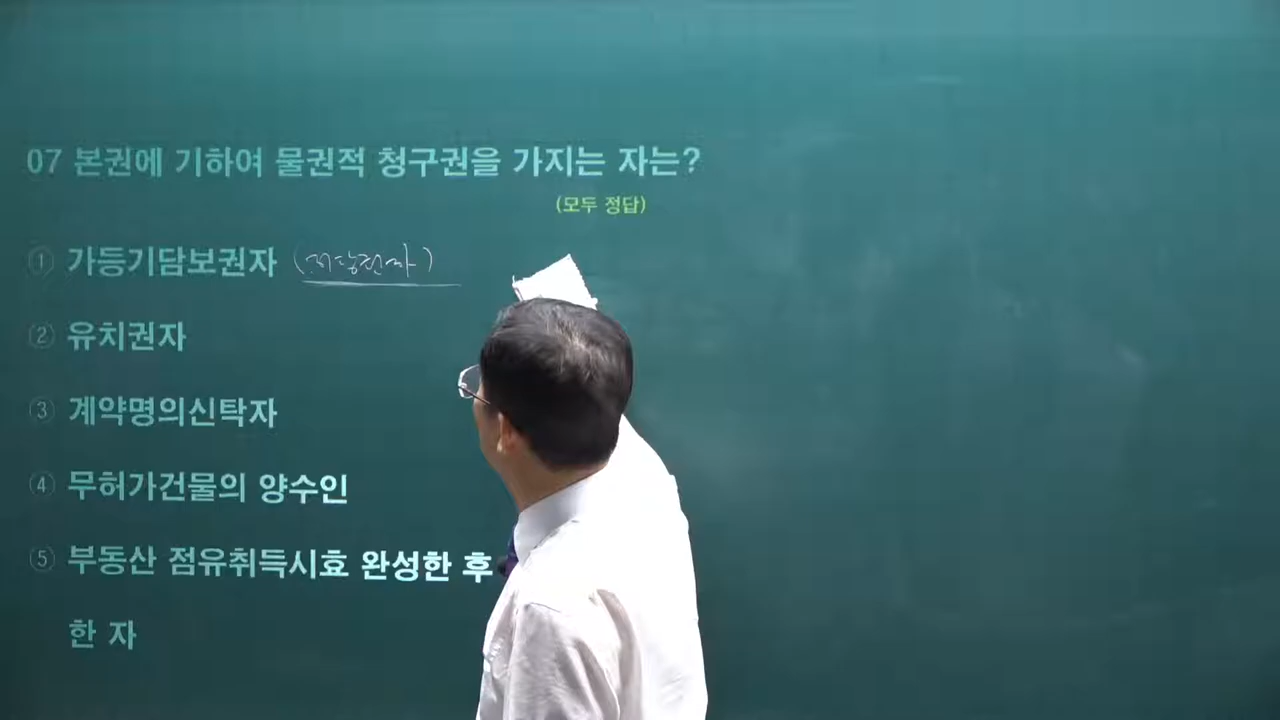 07 본권에 기하여 물권적 청구권을 가지는 자는?
(모두 정답)
① 가등기담보권자 (저당권자)
② 유치권자
③ 계약명의신탁자
④ 무허가건물의 양수인
⑤ 부동산 점유취득시효 완성한 후
한 자